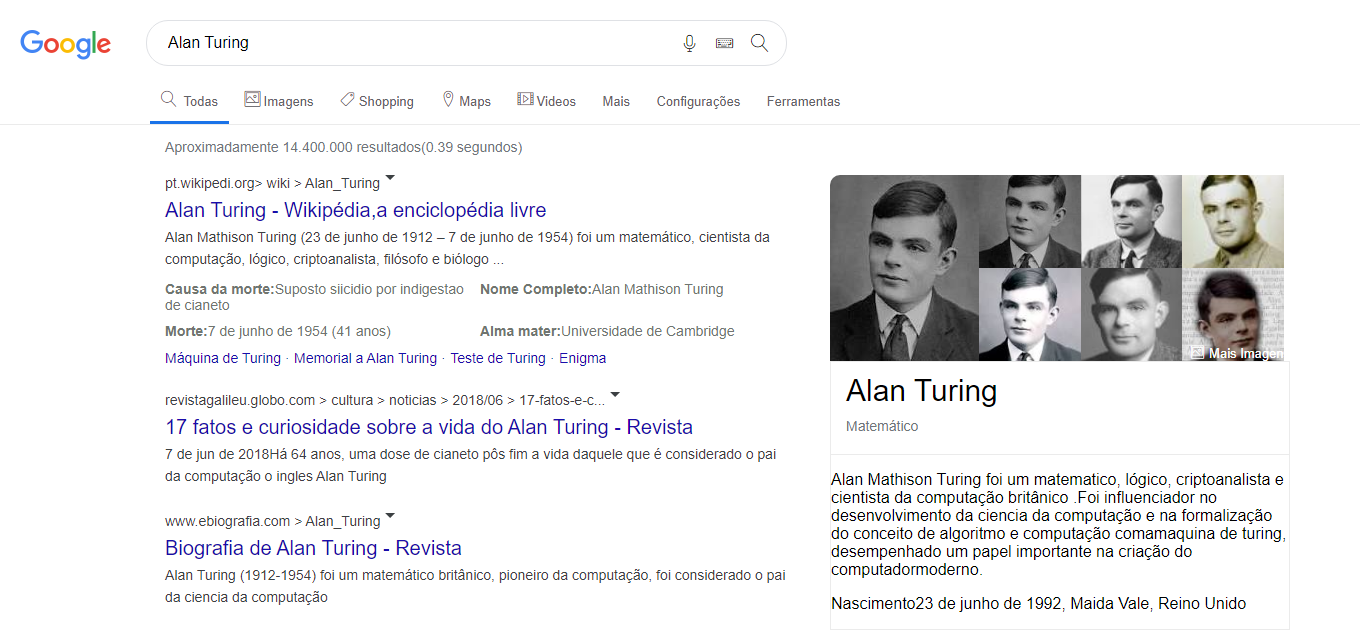 Google
Alan Turing
Todas Imagens Shopping Maps Videos Mais Configurações Ferramentas
Aproximadamente 14.400.000 resultados(0.39 segundos)
pt.wikipedi.org> wiki > Alan_Turing
Alan Turing - Wikipédia,a enciclopédia livre
Alan Mathison Turing (23 de junho de 1912 – 7 de junho de 1954) foi um matemático, cientista da
computação, lógico, criptoanalista, filósofo e biólogo ...
Causa da morte:Suposto siicidio por indigestao
de cianeto
Nome Completo:Alan Mathison Turing
Morte:7 de junho de 1954 (41 anos)
Alma mater:Universidade de Cambridge
Máquina de Turing · Memorial a Alan Turing · Teste de Turing · Enigma
revistagalileu.globo.com > cultura > noticias > 2018/06 > 17-fatos-e-c...
17 fatos e curiosidade sobre a vida do Alan Turing - Revista
7 de jun de 2018Há 64 anos, uma dose de cianeto pôs fim a vida daquele que é considerado o pai
da computação o ingles Alan Turing
www.ebiografia.com > Alan_Turing
Biografia de Alan Turing - Revista
Alan Turing (1912-1954) foi um matemático britânico, pioneiro da computação, foi considerado o pai
da ciencia da computação
Mais Imagen
Alan Turing
Matemático
Alan Mathison Turing foi um matematico, lógico, criptoanalista e
cientista da computação britânico .Foi influenciador no
desenvolvimento da ciencia da computação e na formalização
do conceito de algoritmo e computação comamaquina de turing,
desempenhado um papel importante na criação do
computadormoderno.
Nascimento23 de junho de 1992, Maida Vale, Reino Unido